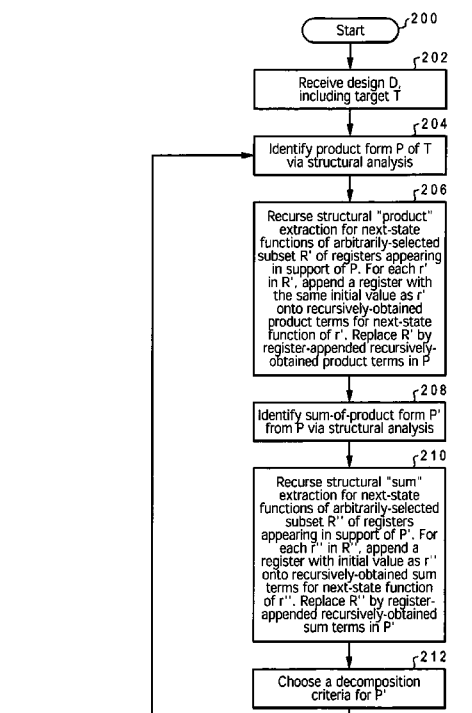 200
Start
202
Receive design D,
including target T
204
Identify product form P of T
via structural analysis
206
Recurse structural "product"
extraction for next-state
functions of arbitrarily-selected
subset R' of registers appearing
in support of P. For each r'
in R', append a register with
the same initial value as r'
onto recursively-obtained
product terms for next-state
function of r'. Replace R' by
register-appended recursively-
obtained product terms in P
208
Identify sum-of-product form P'
from P via structural analysis
210
Recurse structural "sum"
extraction for next-state
functions of arbitrarily-selected
subset R'' of registers
appearing in support of P'. For
each r'' in R'', append a
register with initial value as r''
onto recursively-obtained sum
terms for next-state function
of r''. Replace R'' by register-
appended recursively-obtained
sum terms in P'
212
Choose a decomposition
criteria for P'